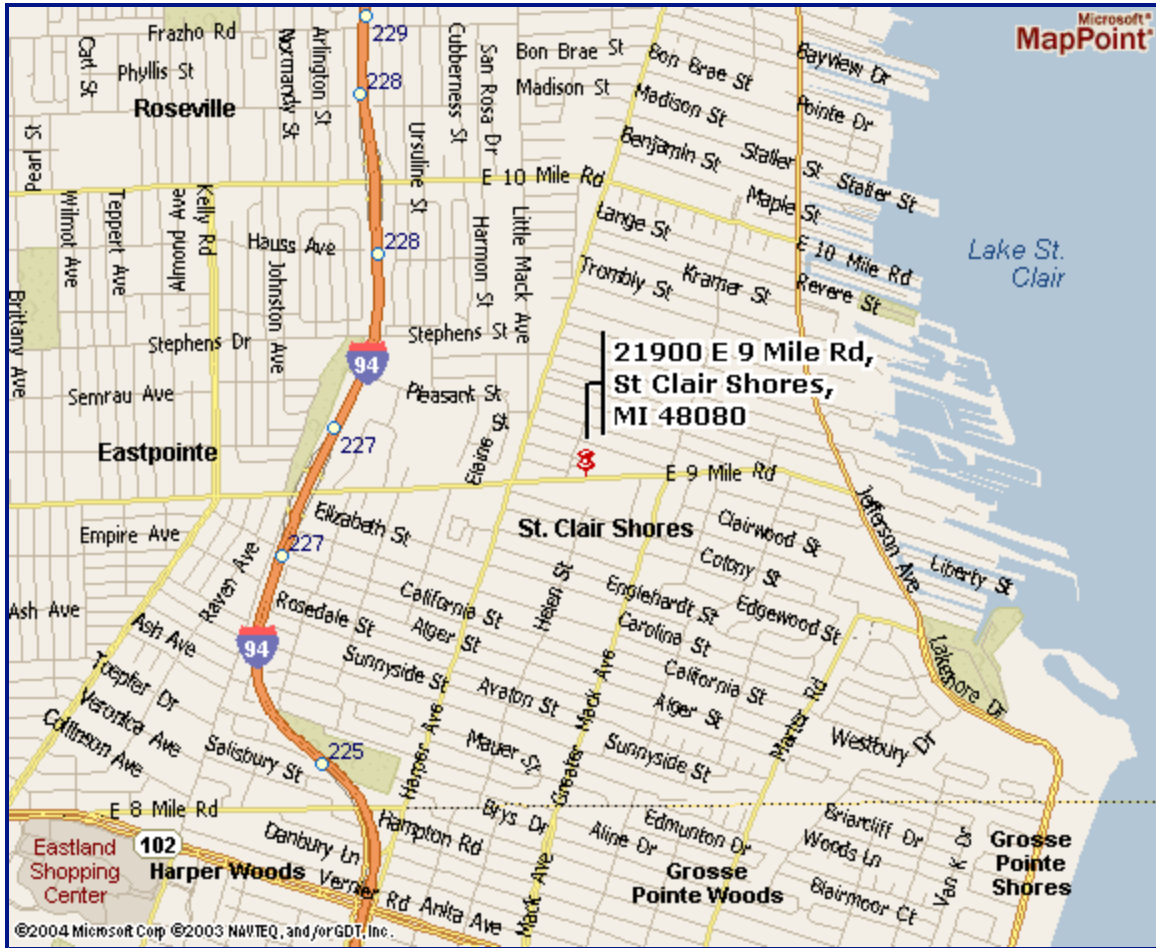 Microsoft®
MapPoint®
Frazho Rd
229
Carl St
Normandy St
Arlington St
Cubberness St
San Rosa Dr
Bon Brae St
Bon Brae St
Bayview Dr
Phyllis St
228
Madison St
Madison St
Pointe Dr
Roseville
Pearl St
Ursuline St
Benjamin St
Statler St
Statler St
E 10 Mile Rd
Maple St
Wilmot Ave
Teppert Ave
Almond Ave
Kelly Rd
Hauss Ave
228
Harmon St
Little Mack Ave
Lange St
E 10 Mile Rd
Lake St.
Clair
Johnston Ave
Trombly St
Kramer St
Revere St
Brittany Ave
Stephens Dr
Stephens St
94
21900 E 9 Mile Rd,
St Clair Shores,
MI 48080
Semrau Ave
Pleasant St
Elaine St
227
Eastpointe
E 9 Mile Rd
Jefferson Ave
Empire Ave
Elizabeth St
St. Clair Shores
Clairwood St
227
Raven Ave
Colony St
Liberty St
Ash Ave
Ash Ave
Rosedale St
California St
Helen St
Englehardt St
Edgewood St
Alger St
Carolina St
94
Lakemore Dr
Toepfer Dr
Sunnyside St
Avalon St
California St
Veronica Ave
Harper Ave
Greater Mack Ave
Alger St
Marter Rd
Westbury Dr
Collinson Ave
Salisbury St
225
Mauer St
Sunnyside St
E 8 Mile Rd
Brys Dr
Edmunton Dr
Briarcliff Dr
102
Danbury Ln
Hampton Rd
Aline Dr
Woods Ln
Van K Dr
Eastland
Shopping
Center
Harper Woods
Vernier Rd
Anita Ave
Mack Ave
Grosse
Pointe Woods
Blairmoor Ct
Grosse
Pointe
Shores
©2004 Microsoft Corp ©2003 NAVTEQ, and/or GDT, Inc.